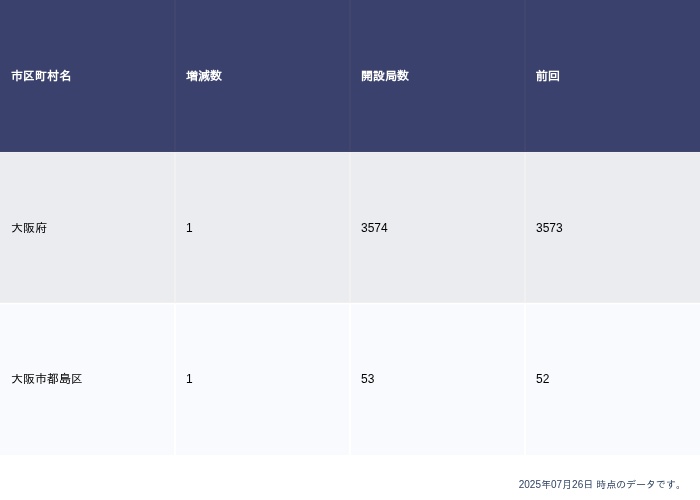 市区町村名 増減数 開設局数 前回
大阪府 1 3574 3573
大阪市都島区 1 53 52
2025年07月26日 時点のデータです。